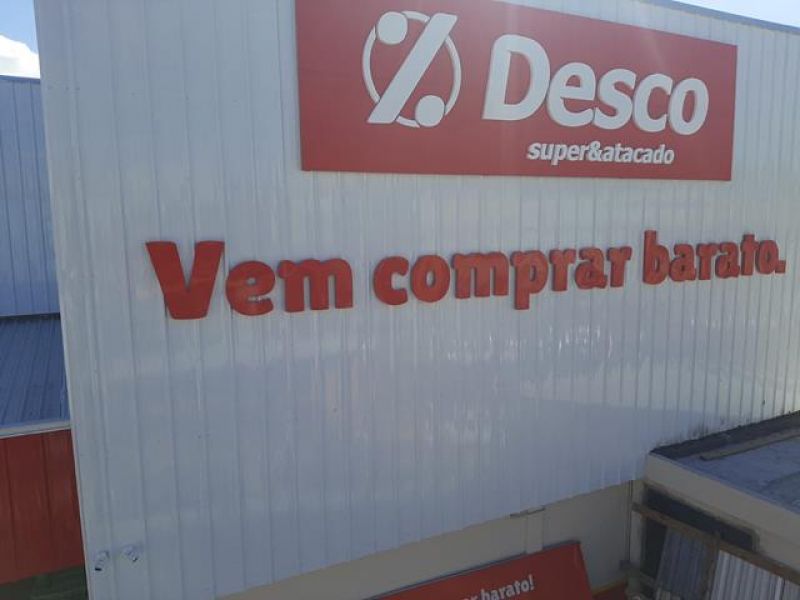 Desco
super&atacado
Vem comprar barato.
barato!